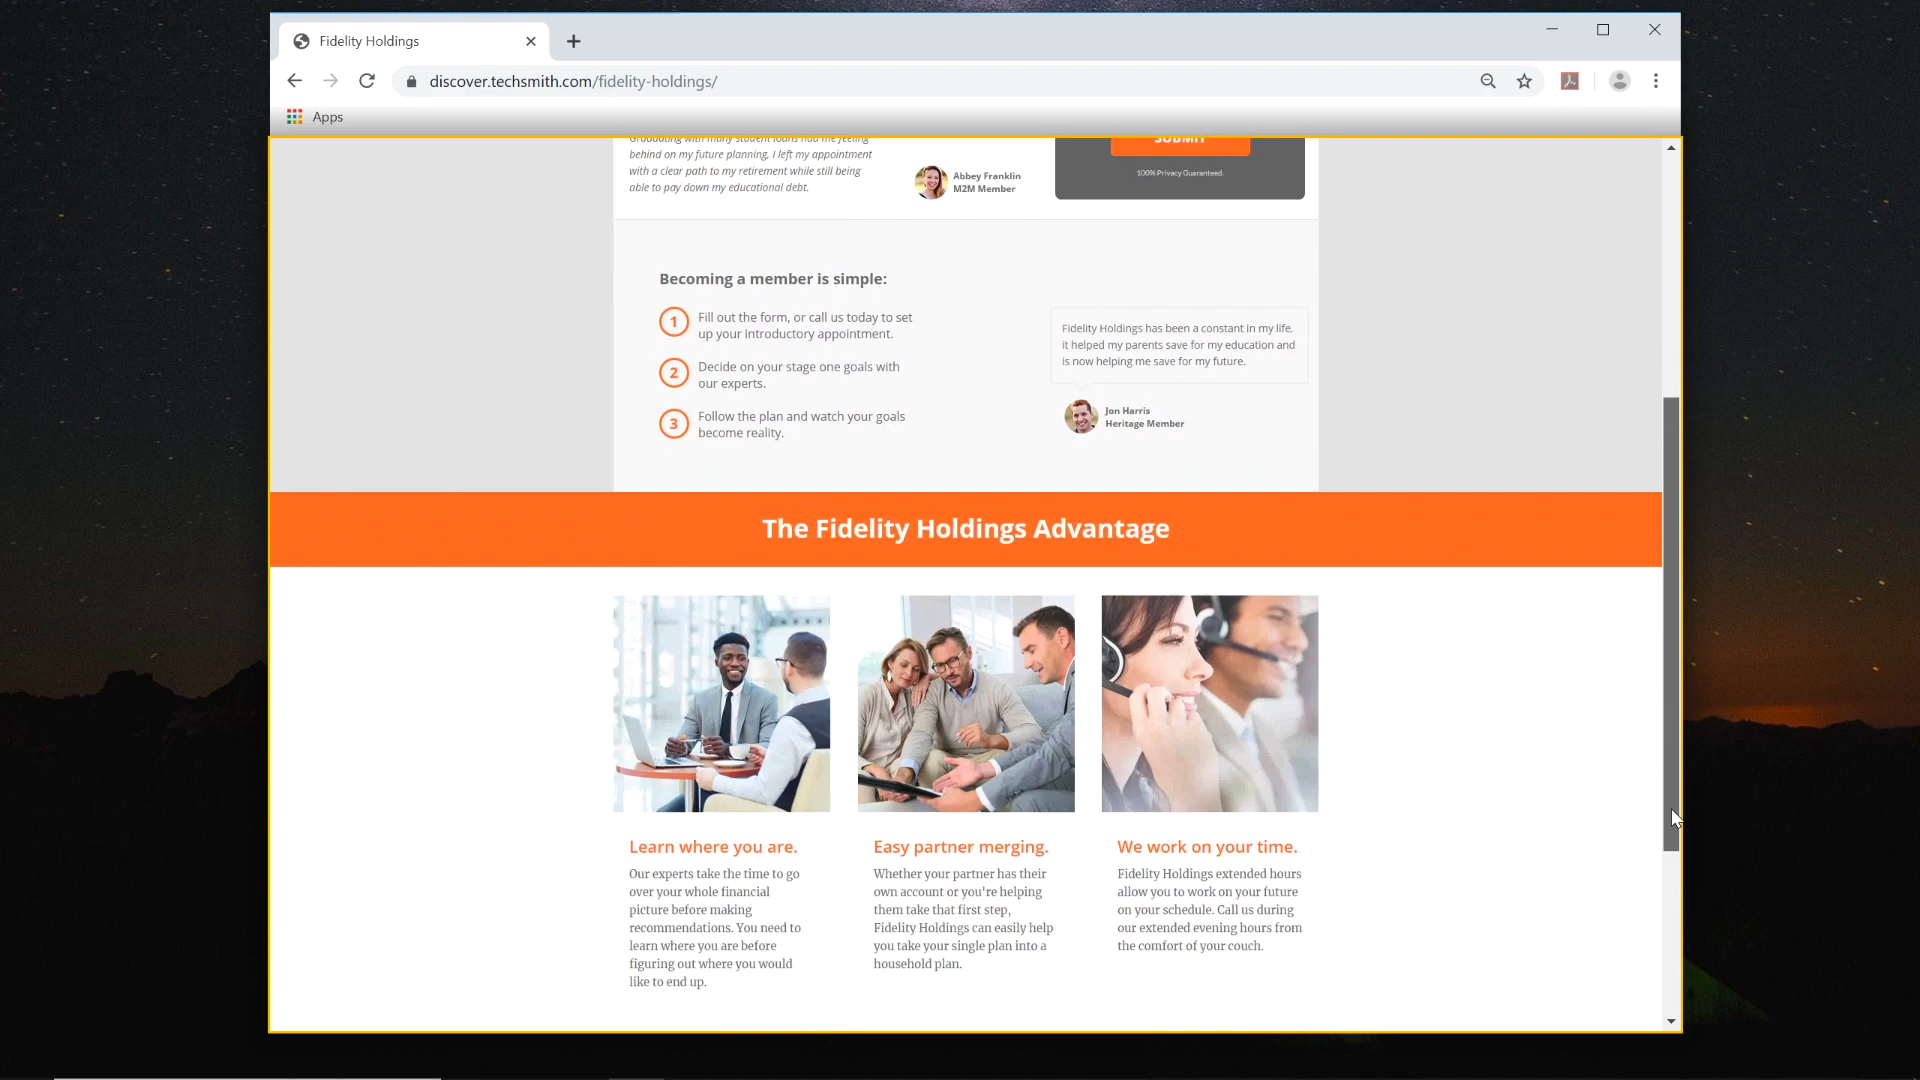 Fidelity Holdings
discover.techsmith.com/fidelity-holdings/
Apps
Graduating with many student loans had me feeling
behind on my future planning, I left my appointment
with a clear path to my retirement while still being
able to pay down my educational debt.
Abbey Franklin
M2M Member
SUBMIT
100% Privacy Guaranteed.
Becoming a member is simple:
1
Fill out the form, or call us today to set
up your introductory appointment.
2
Decide on your stage one goals with
our experts.
3
Follow the plan and watch your goals
become reality.
Fidelity Holdings has been a constant in my life,
it helped my parents save for my education and
is now helping me save for my future.
Jon Harris
Heritage Member
The Fidelity Holdings Advantage
Learn where you are.
Our experts take the time to go
over your whole financial
picture before making
recommendations. You need to
learn where you are before
figuring out where you would
like to end up.
Easy partner merging.
Whether your partner has their
own account or you're helping
them take that first step,
Fidelity Holdings can easily help
you take your single plan into a
household plan.
We work on your time.
Fidelity Holdings extended hours
allow you to work on your future
on your schedule. Call us during
our extended evening hours from
the comfort of your couch.